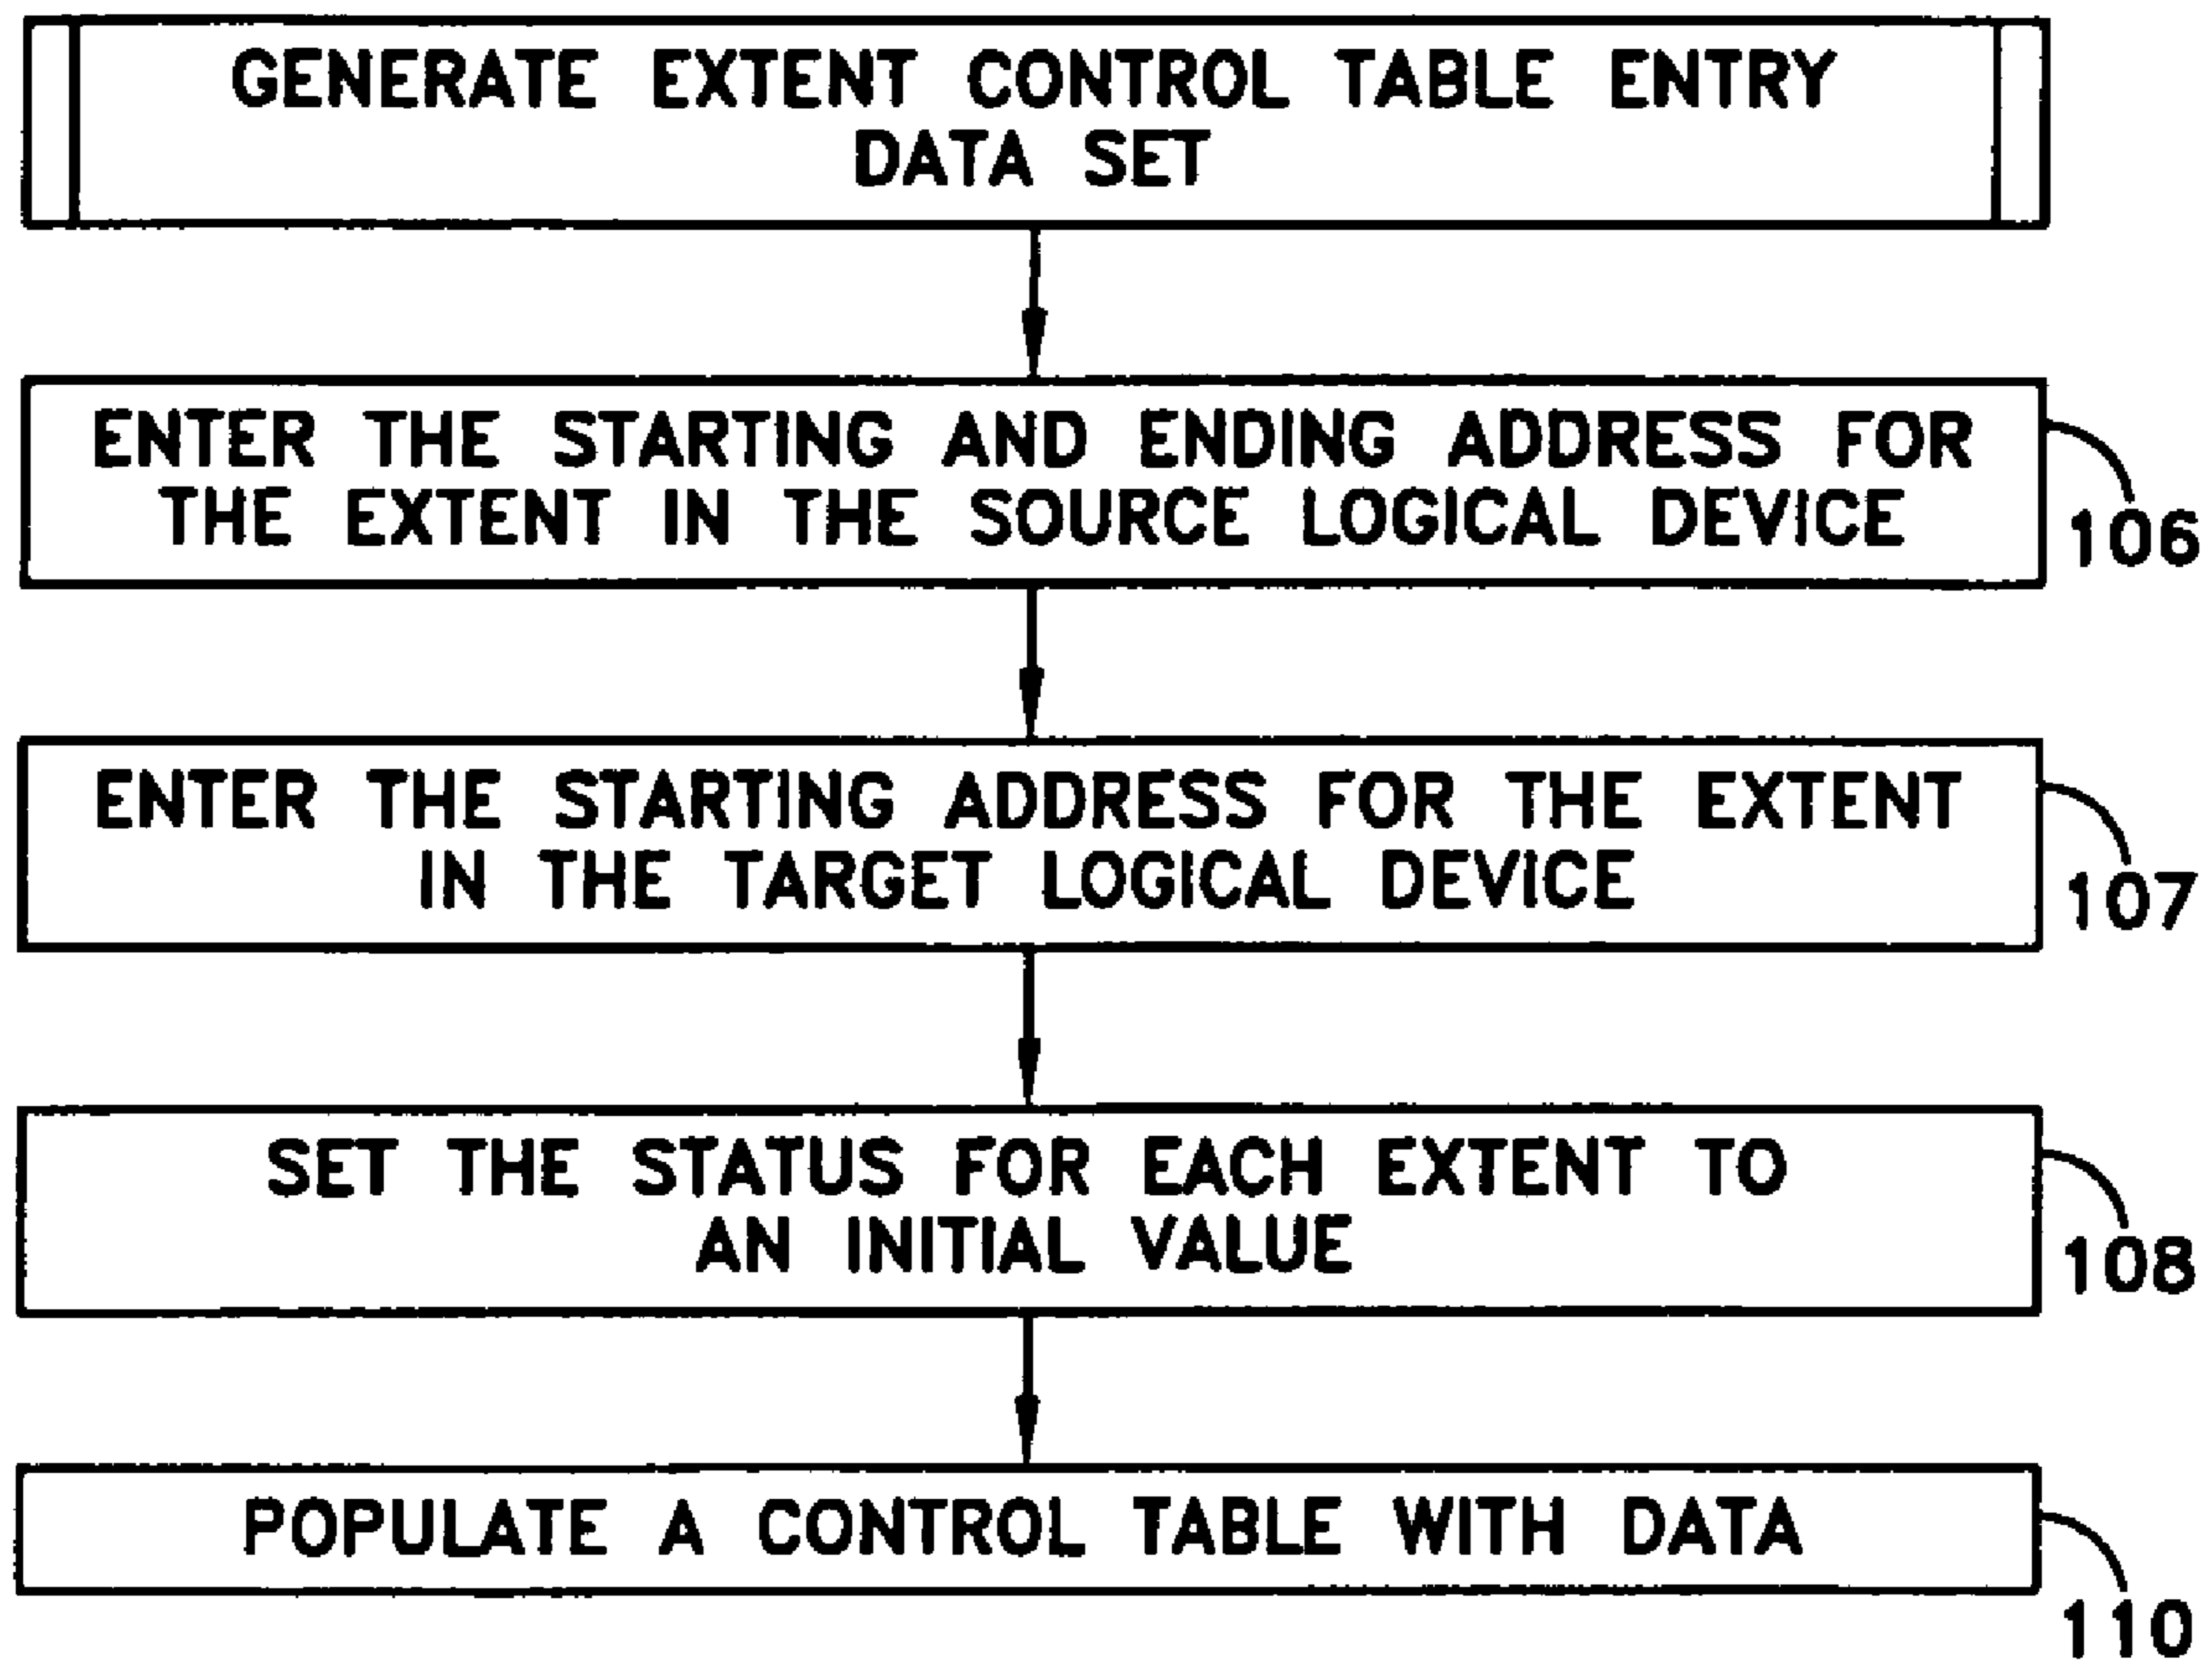 GENERATE EXTENT CONTROL TABLE ENTRY
DATA SET
ENTER THE STARTING AND ENDING ADDRESS FOR
THE EXTENT IN THE SOURCE LOGICAL DEVICE
106
ENTER THE STARTING ADDRESS FOR THE EXTENT
IN THE TARGET LOGICAL DEVICE
107
SET THE STATUS FOR EACH EXTENT TO
AN INITIAL VALUE
108
POPULATE A CONTROL TABLE WITH DATA
110